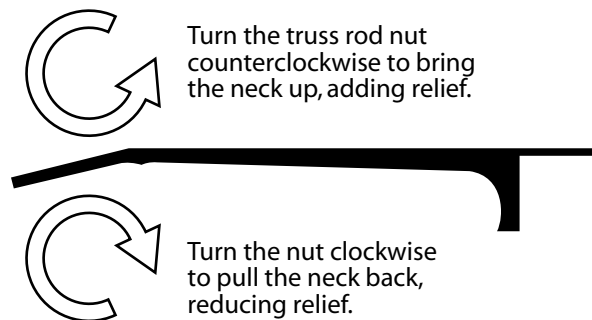 Turn the truss rod nut
counterclockwise to bring
the neck up, adding relief.
Turn the nut clockwise
to pull the neck back,
reducing relief.